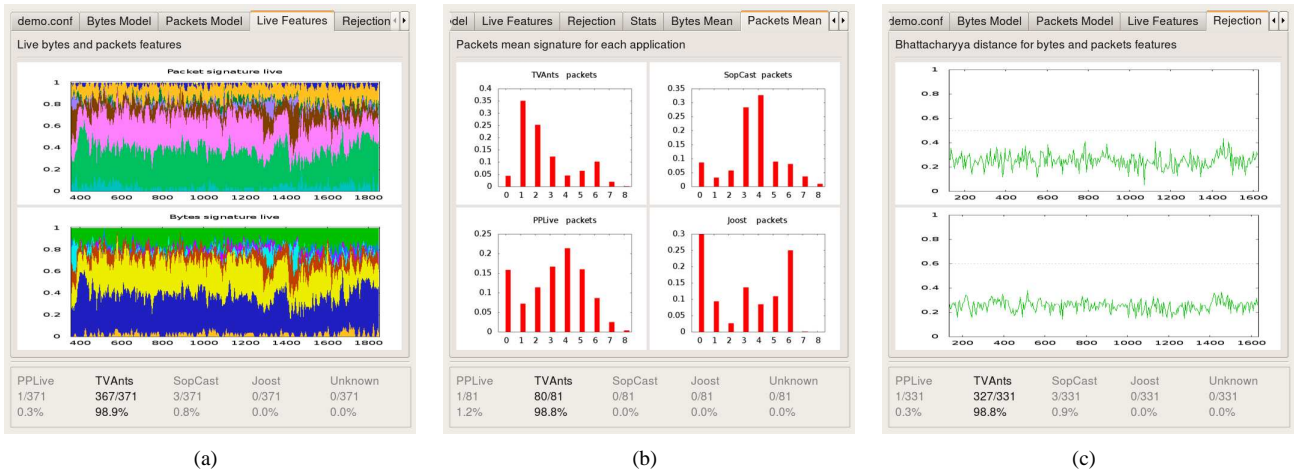 demo.conf Bytes Model Packets Model Live Features Rejection
Live bytes and packets features
Packet signature live
1
0.8
0.6
0.4
0.2
0
400 600 800 1000 1200 1400 1600 1800
Bytes signature live
1
0.8
0.6
0.4
0.2
0
400 600 800 1000 1200 1400 1600 1800
PPLive TVAnts SopCast Joost Unknown
1/371 367/371 3/371 0/371 0/371
0.3% 98.9% 0.8% 0.0% 0.0%
(a)
Live Features Rejection Stats Bytes Mean Packets Mean
Packets mean signature for each application
TVAnts packets
0.4
0.35
0.3
0.25
0.2
0.15
0.1
0.05
0
0 1 2 3 4 5 6 7 8
SopCast packets
0.35
0.3
0.25
0.2
0.15
0.1
0.05
0
0 1 2 3 4 5 6 7 8
PPLive packets
0.25
0.2
0.15
0.1
0.05
0
0 1 2 3 4 5 6 7 8
Joost packets
0.3
0.25
0.2
0.15
0.1
0.05
0
0 1 2 3 4 5 6 7 8
PPLive TVAnts SopCast Joost Unknown
1/81 80/81 0/81 0/81 0/81
1.2% 98.8% 0.0% 0.0% 0.0%
(b)
demo.conf Bytes Model Packets Model Live Features Rejection
Bhattacharyya distance for bytes and packets features
1
0.8
0.6
0.4
0.2
0
200 400 600 800 1000 1200 1400 1600
1
0.8
0.6
0.4
0.2
0
200 400 600 800 1000 1200 1400 1600
PPLive TVAnts SopCast Joost Unknown
1/331 327/331 3/331 0/331 0/331
0.3% 98.8% 0.9% 0.0% 0.0%
(c)